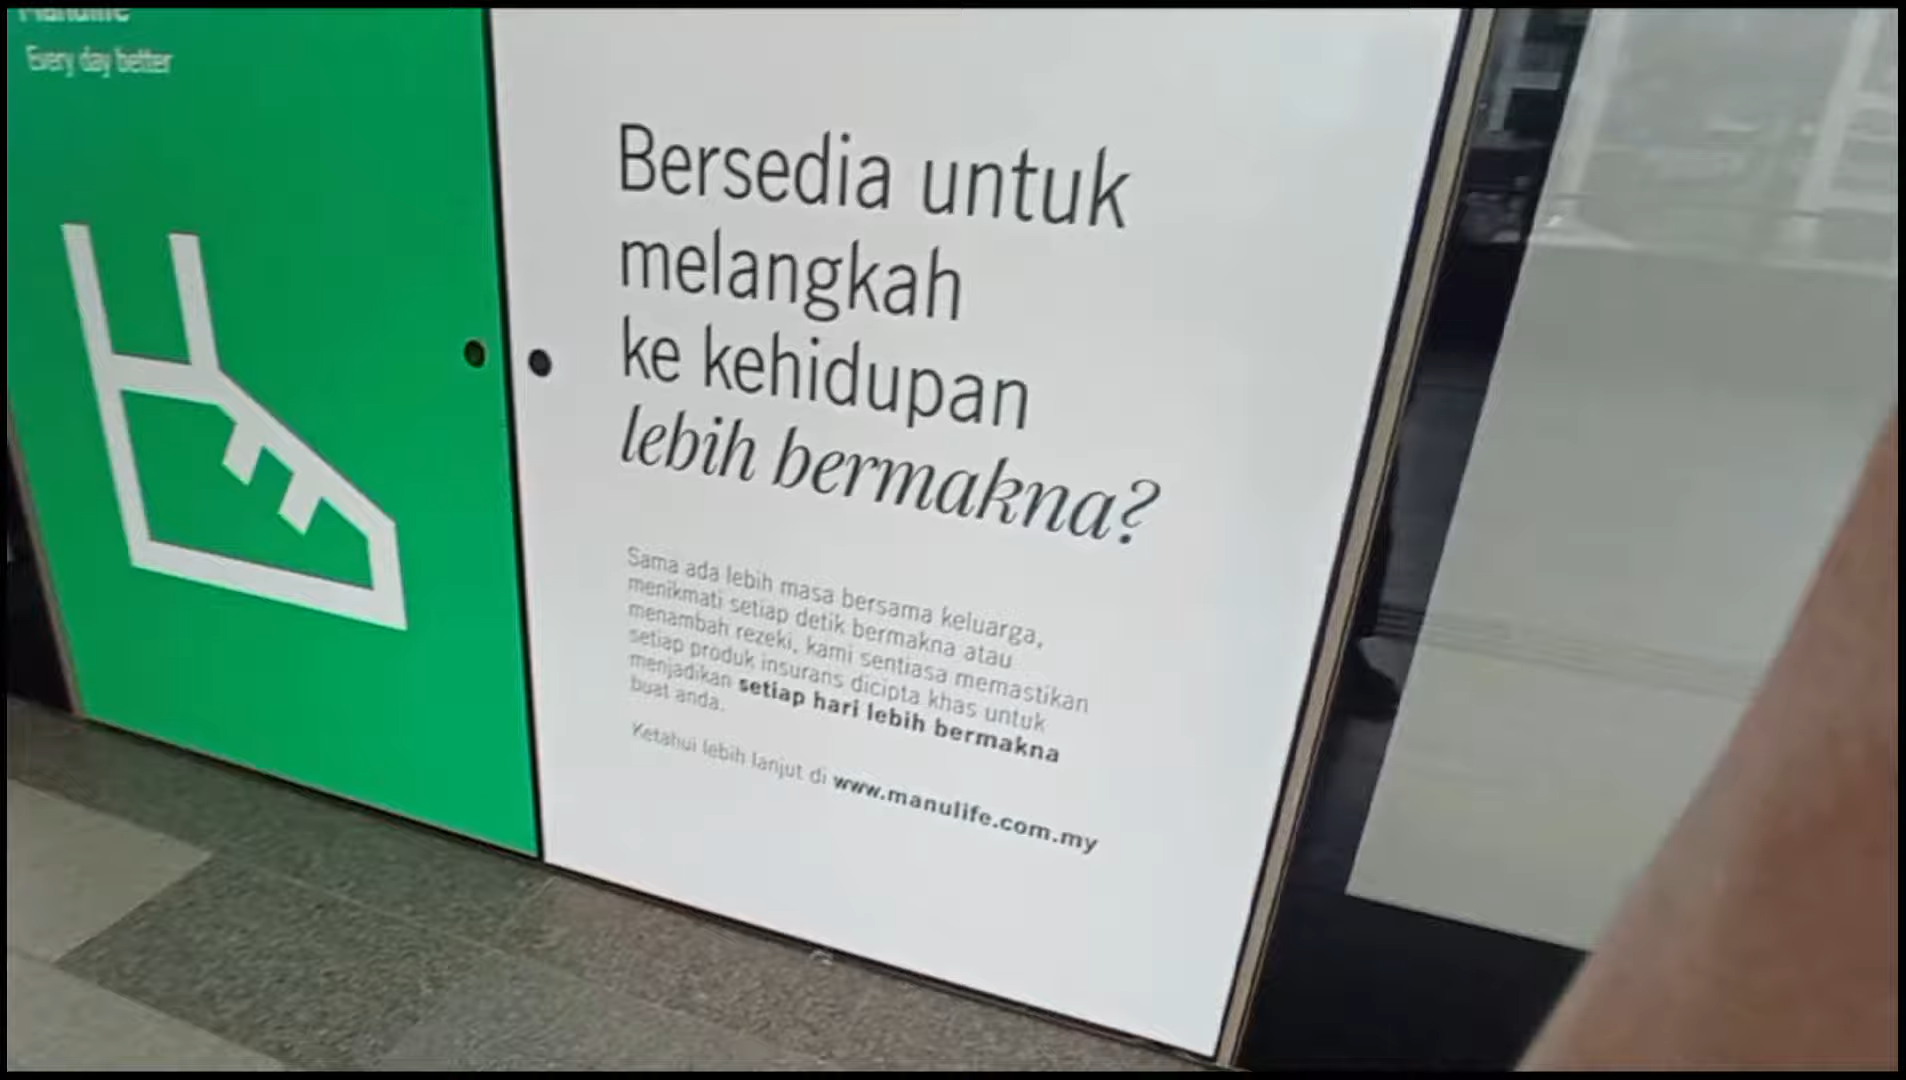 Manulife
Every day better
Bersedia untuk
melangkah
ke kehidupan
lebih bermakna?
Sama ada lebih masa bersama keluarga,
menikmati setiap detik bermakna atau
menambah rezeki, kami sentiasa memastikan
setiap produk insurans dicipta khas untuk
menjadikan setiap hari lebih bermakna
buat anda.
Ketahui lebih lanjut di www.manulife.com.my